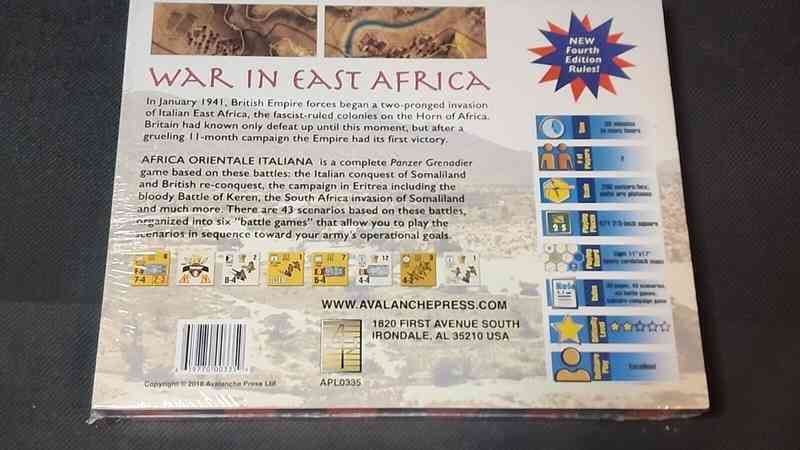 WAR IN EAST AFRICA
In January 1941, British Empire forces began a two-pronged invasion
of Italian East Africa, the fascist-ruled colonies on the Horn of Africa.
Britain had known only defeat up until this moment, but after a
grueling 11-month campaign the Empire had its first victory.
AFRICA ORIENTALE ITALIANA is a complete Panzer Grenadier
game based on these battles: the Italian conquest of Somaliland
and British re-conquest, the campaign in Eritrea including the
bloody Battle of Keren, the South Africa invasion of Somaliland
and much more. There are 43 scenarios based on these battles,
organized into six "battle games" that allow you to play the
scenarios in sequence toward your army's operational goals.
WWW.AVALANCHEPRESS.COM
1820 FIRST AVENUE SOUTH
IRONDALE, AL 35210 USA
APL0335
Copyright © 2018 Avalanche Press Ltd
NEW
Fourth
Edition
Rules!
2
Excellent